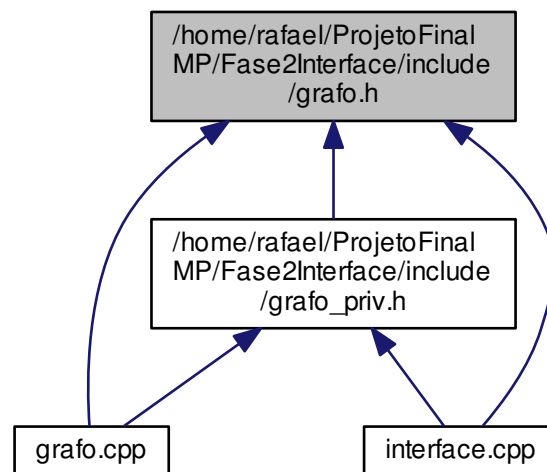 /home/rafael/ProjetoFinal
MP/Fase2Interface/include
/grafo.h
/home/rafael/ProjetoFinal
MP/Fase2Interface/include
/grafo_priv.h
grafo.cpp
interface.cpp